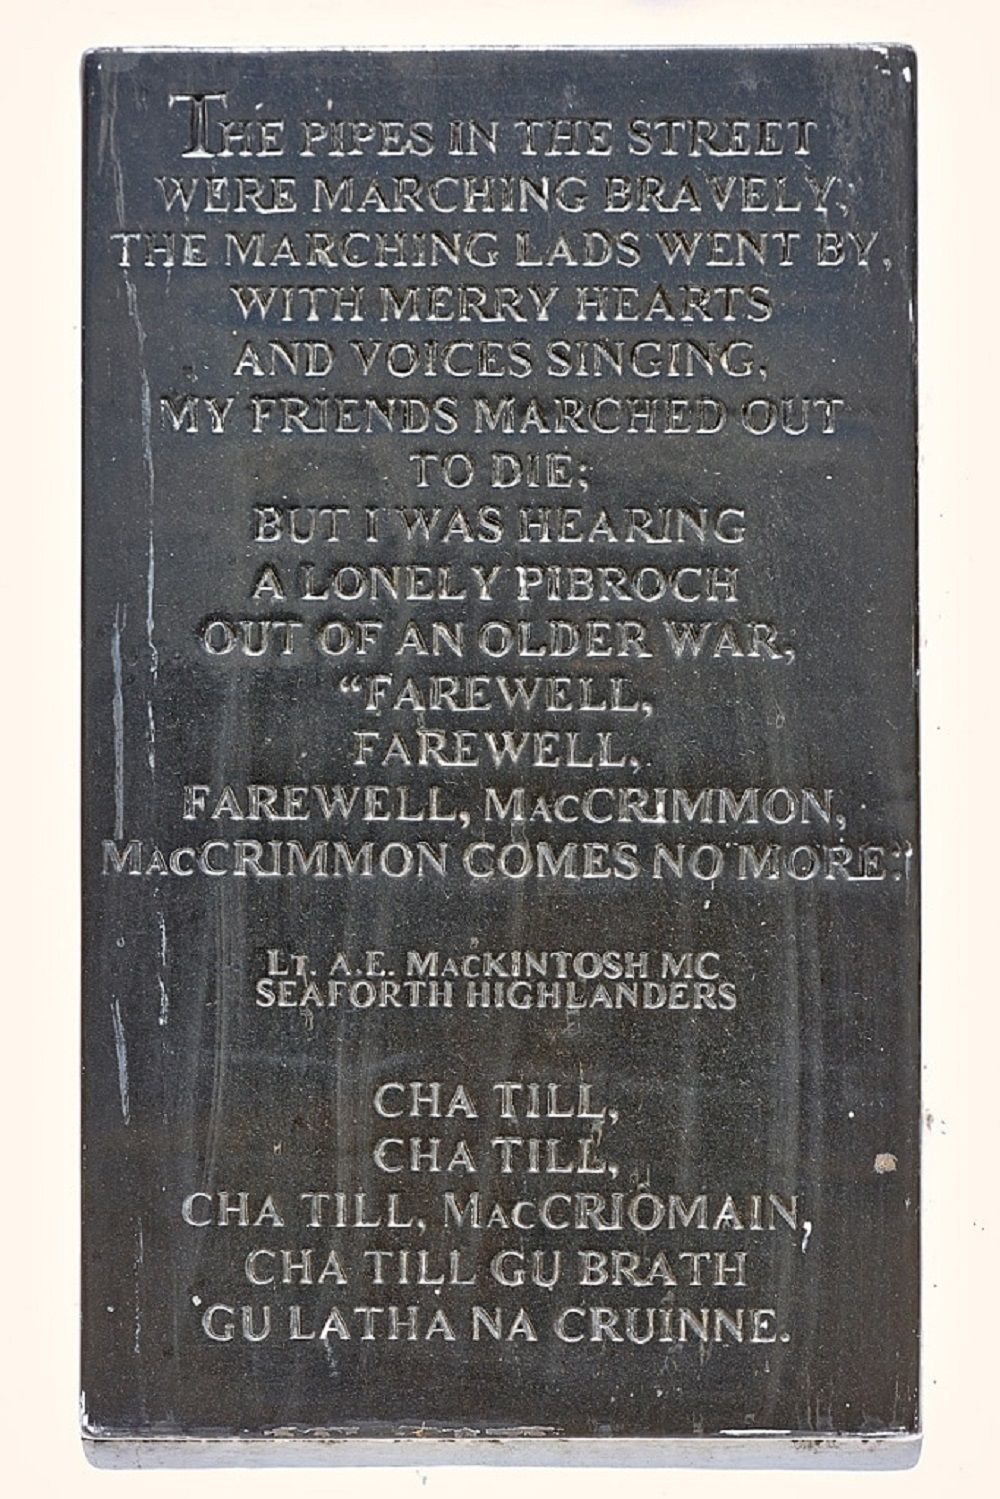 THE PIPES IN THE STREET
WERE MARCHING BRAVELY,
THE MARCHING LADS WENT BY,
WITH MERRY HEARTS
AND VOICES SINGING,
MY FRIENDS MARCHED OUT
TO DIE;
BUT I WAS HEARING
A LONELY PIBROCH
OUT OF AN OLDER WAR,
“FAREWELL,
FAREWELL,
FAREWELL, MACCRIMMON,
MACCRIMMON COMES NO MORE.”
LT. A.E. MACKINTOSH MC
SEAFORTH HIGHLANDERS
CHA TILL,
CHA TILL,
CHA TILL, MACCRIOMAIN,
CHA TILL GU BRATH
GU LATHA NA CRUINNE.